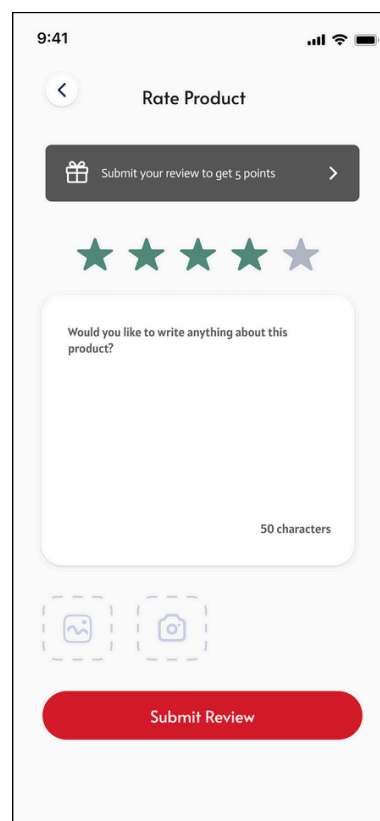 9:41
Rate Product
Submit your review to get 5 points
Would you like to write anything about this
product?
50 characters
Submit Review